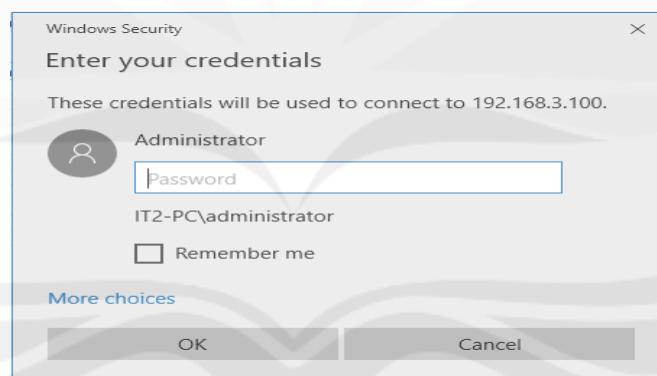 Windows Security
Enter your credentials
These credentials will be used to connect to 192.168.3.100.
Administrator
Password
IT2-PC\administrator
Remember me
More choices
OK
Cancel